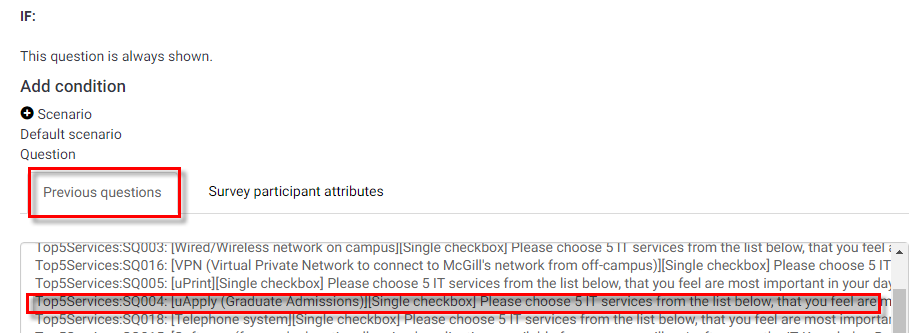 IF:
This question is always shown.
Add condition
Scenario
Default scenario
Question
Previous questions
Survey participant attributes
Top5Services:SQ003: [Wired/Wireless network on campus][Single checkbox] Please choose 5 IT services from the list below, that you feel a
Top5Services:SQ016: [VPN (Virtual Private Network to connect to McGill's network from off-campus)][Single checkbox] Please choose 5 IT
Top5Services:SQ005: [uPrint][Single checkbox] Please choose 5 IT services from the list below, that you feel are most important in your day
Top5Services:SQ004: [uApply (Graduate Admissions)][Single checkbox] Please choose 5 IT services from the list below, that you feel are m
Top5Services:SQ018: [Telephone system][Single checkbox] Please choose 5 IT services from the list below, that you feel are most importan